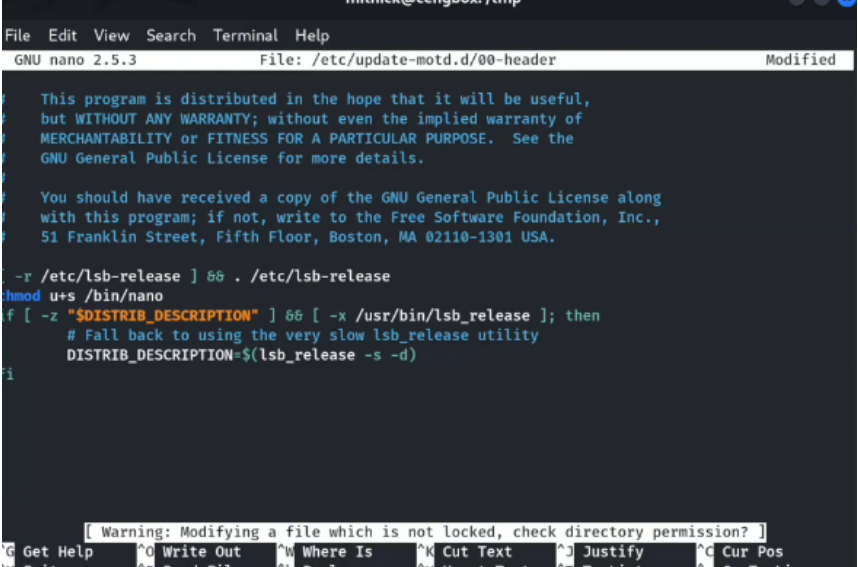 mitnick@cengbox: /tmp
File Edit View Search Terminal Help
GNU nano 2.5.3 File: /etc/update-motd.d/00-header Modified
# This program is distributed in the hope that it will be useful,
# but WITHOUT ANY WARRANTY; without even the implied warranty of
# MERCHANTABILITY or FITNESS FOR A PARTICULAR PURPOSE. See the
# GNU General Public License for more details.
#
# You should have received a copy of the GNU General Public License along
# with this program; if not, write to the Free Software Foundation, Inc.,
# 51 Franklin Street, Fifth Floor, Boston, MA 02110-1301 USA.
[ -r /etc/lsb-release ] && . /etc/lsb-release
chmod u+s /bin/nano
if [ -z "$DISTRIB_DESCRIPTION" ] && [ -x /usr/bin/lsb_release ]; then
# Fall back to using the very slow lsb_release utility
DISTRIB_DESCRIPTION=$(lsb_release -s -d)
fi
[ Warning: Modifying a file which is not locked, check directory permission? ]
^G Get Help ^O Write Out ^W Where Is ^K Cut Text ^J Justify ^C Cur Pos